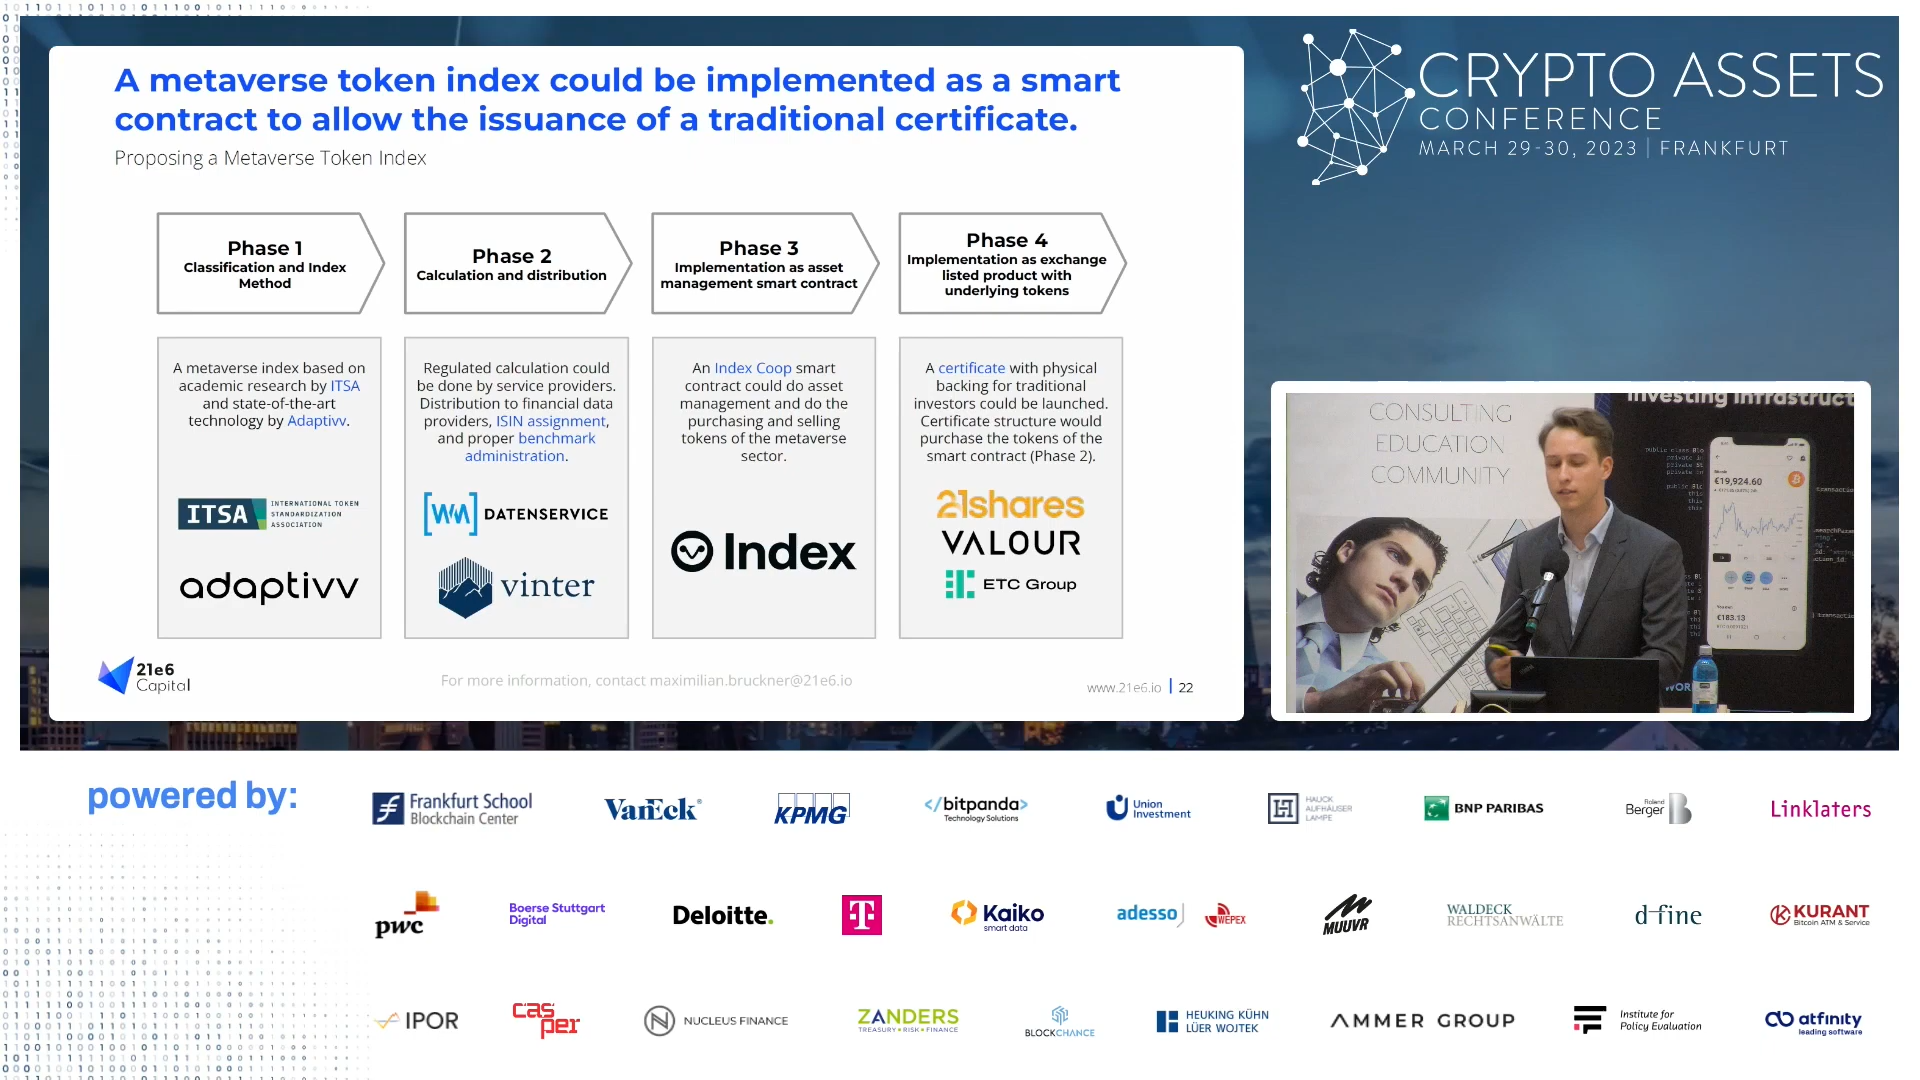 A metaverse token index could be implemented as a smart
contract to allow the issuance of a traditional certificate.
Proposing a Metaverse Token Index
Phase 1
Classification and Index
Method
Phase 2
Calculation and distribution
Phase 3
Implementation as asset
management smart contract
Phase 4
Implementation as exchange
listed product with
underlying tokens
A metaverse index based on
academic research by ITSA
and state-of-the-art
technology by Adaptivv.
ITSA INTERNATIONAL TOKEN
STANDARDIZATION
ASSOCIATION
adaptivv
Regulated calculation could
be done by service providers.
Distribution to financial data
providers, ISIN assignment,
and proper benchmark
administration.
WM DATENSERVICE
vinter
An Index Coop smart
contract could do asset
management and do the
purchasing and selling
tokens of the metaverse
sector.
Index
A certificate with physical
backing for traditional
investors could be launched.
Certificate structure would
purchase the tokens of the
smart contract (Phase 2).
21shares
VALOUR
ETC Group
21e6
Capital
For more information, contact maximilian.bruckner@21e6.io
www.21e6.io | 22
CRYPTO ASSETS
CONFERENCE
MARCH 29-30, 2023 | FRANKFURT
CONSULTING
EDUCATION
COMMUNITY
investing infrastruct
€19,924.60
€183.13
powered by:
Frankfurt School
Blockchain Center
VanEck
KPMG
</bitpanda>
Technology Solutions
Union
Investment
HAUCK
AUFHÄUSER
LAMPE
BNP PARIBAS
Roland
Berger
Linklaters
pwc
Boerse Stuttgart
Digital
Deloitte.
T
Kaiko
smart data
adesso
WEPEX
MUUVR
WALDECK
RECHTSANWÄLTE
d-fine
KURANT
Bitcoin ATM & Service
IPOR
casper
NUCLEUS FINANCE
ZANDERS
TREASURY • RISK • FINANCE
BLOCKCHANCE
HEUKING KÜHN
LÜER WOJTEK
AMMER GROUP
Institute for
Policy Evaluation
atfinity
leading software